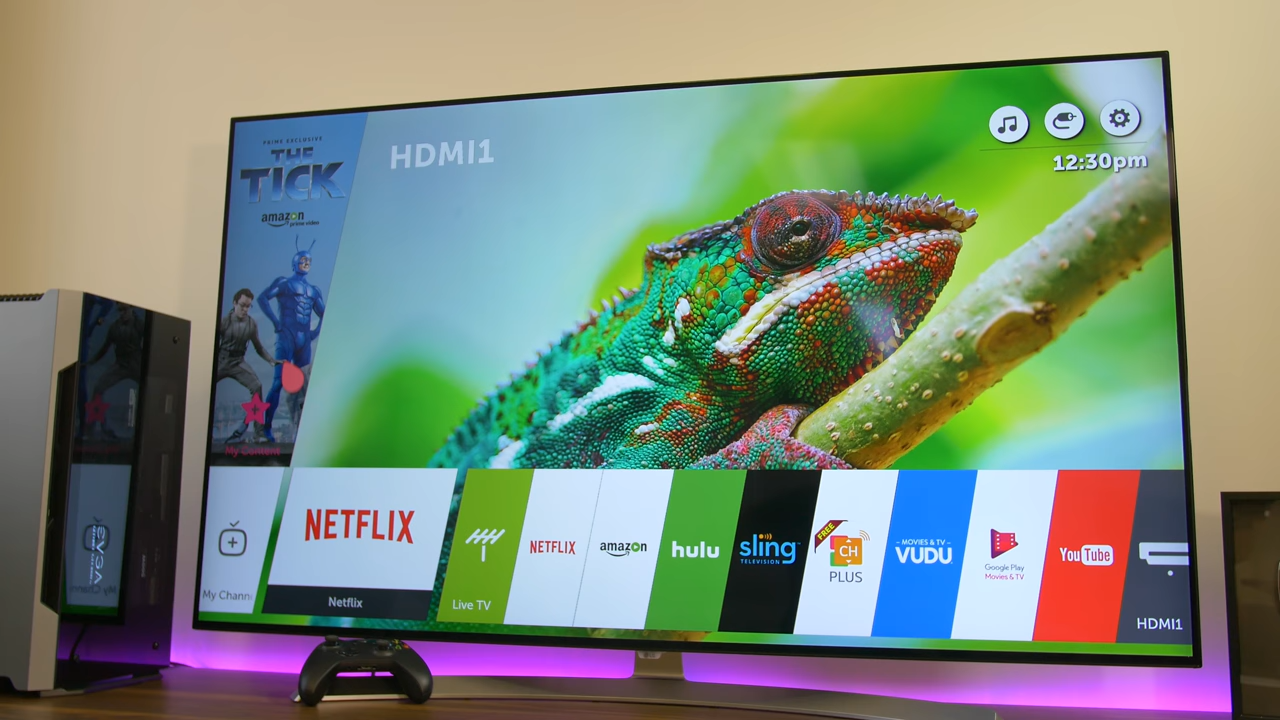 PRIME EXCLUSIVE
THE
TICK
amazon
prime video
HDMI1
12:30pm
My Content
My Chann
NETFLIX
Netflix
Live TV
NETFLIX
amazon
hulu
sling
TELEVISION
FREE
CH
PLUS
MOVIES & TV
VUDU
Google Play
Movies & TV
YouTube
HDMI1
EVGA